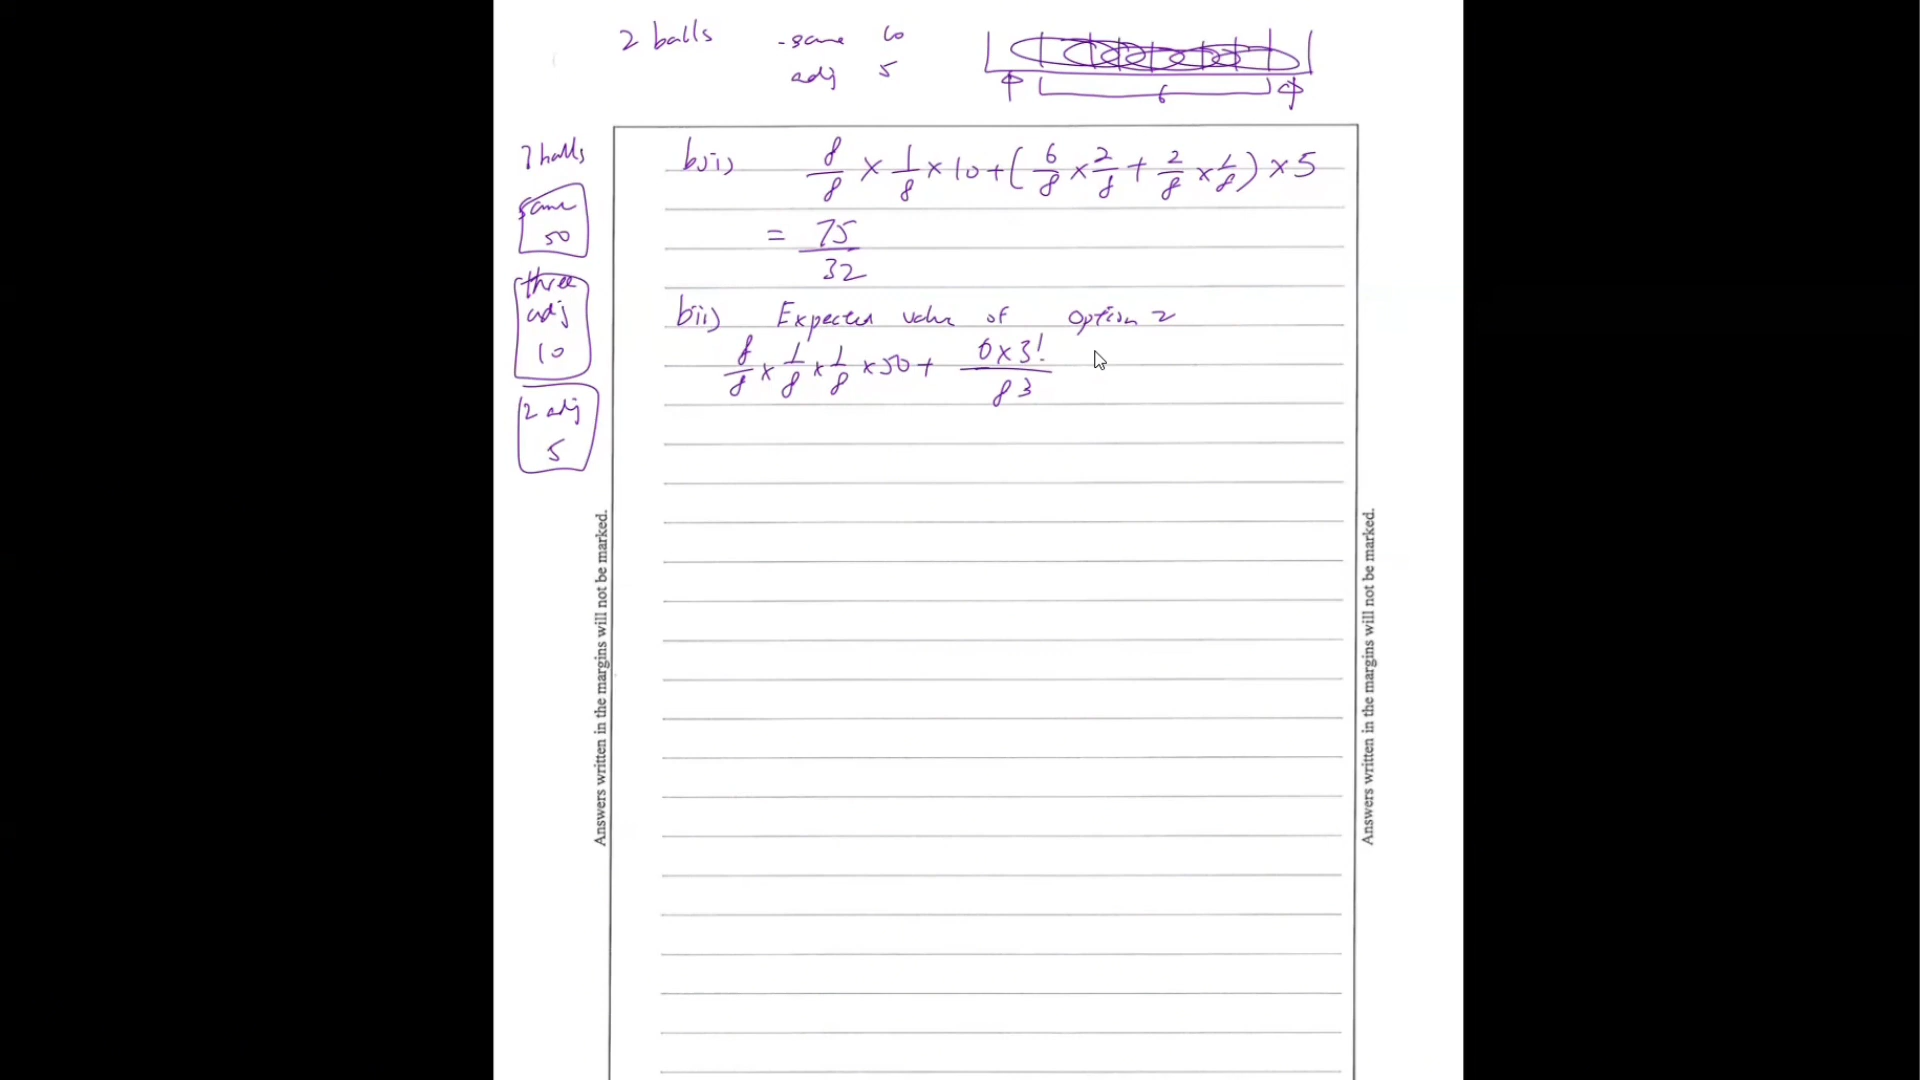 2 balls - same 10
adj 5
6
7 balls
same
50
three
adj
10
2 adj
5
bii) 8/8 × 1/8 × 10 + ( 6/8 × 2/8 + 2/8 × 1/8 ) × 5
= 75/32
bii) Expected value of Option 2
8/8 × 1/8 × 1/8 × 50 + 6 × 3! / 8 3
Answers written in the margins will not be marked.
Answers written in the margins will not be marked.